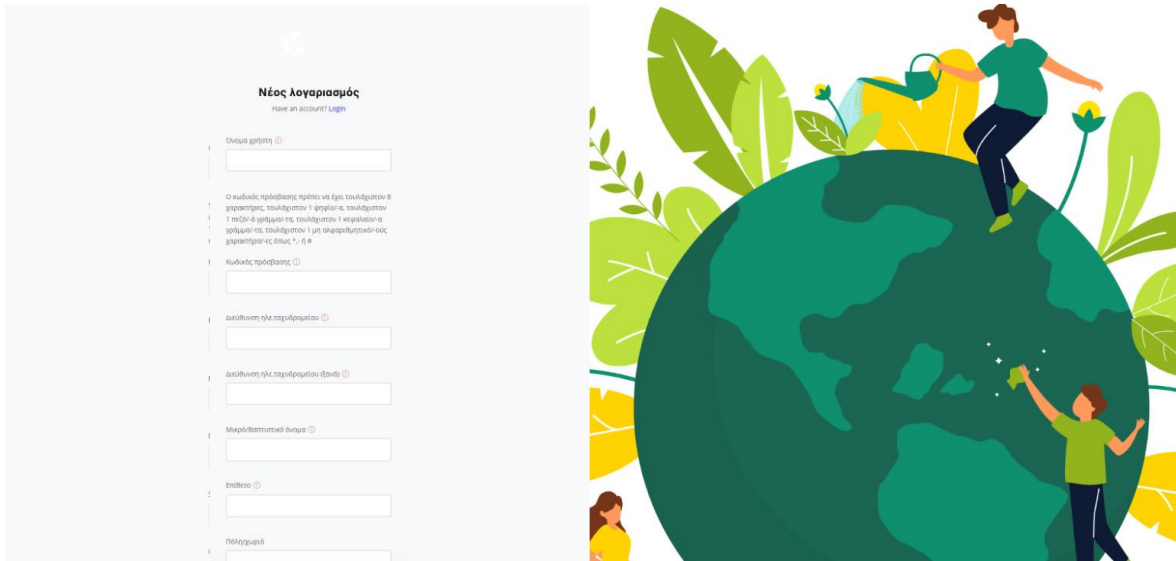 Νέος λογαριασμός
Have an account? Login
Όνομα χρήστη
Ο κωδικός πρόσβασης πρέπει να έχει τουλάχιστον 8
χαρακτήρες, τουλάχιστον 1 ψηφίο/-α, τουλάχιστον
1 πεζό/-ά γράμμα/-τα, τουλάχιστον 1 κεφαλαίο/-α
γράμμα/-τα, τουλάχιστον 1 μη αλφαριθμητικό/-ούς
χαρακτήρα/-ες όπως *,- ή #
Κωδικός πρόσβασης
Διεύθυνση ηλε.ταχυδρομείου
Διεύθυνση ηλε.ταχυδρομείου (ξανά)
Μικρό/Βαπτιστικό όνομα
Επίθετο
Πόλη/χωριό